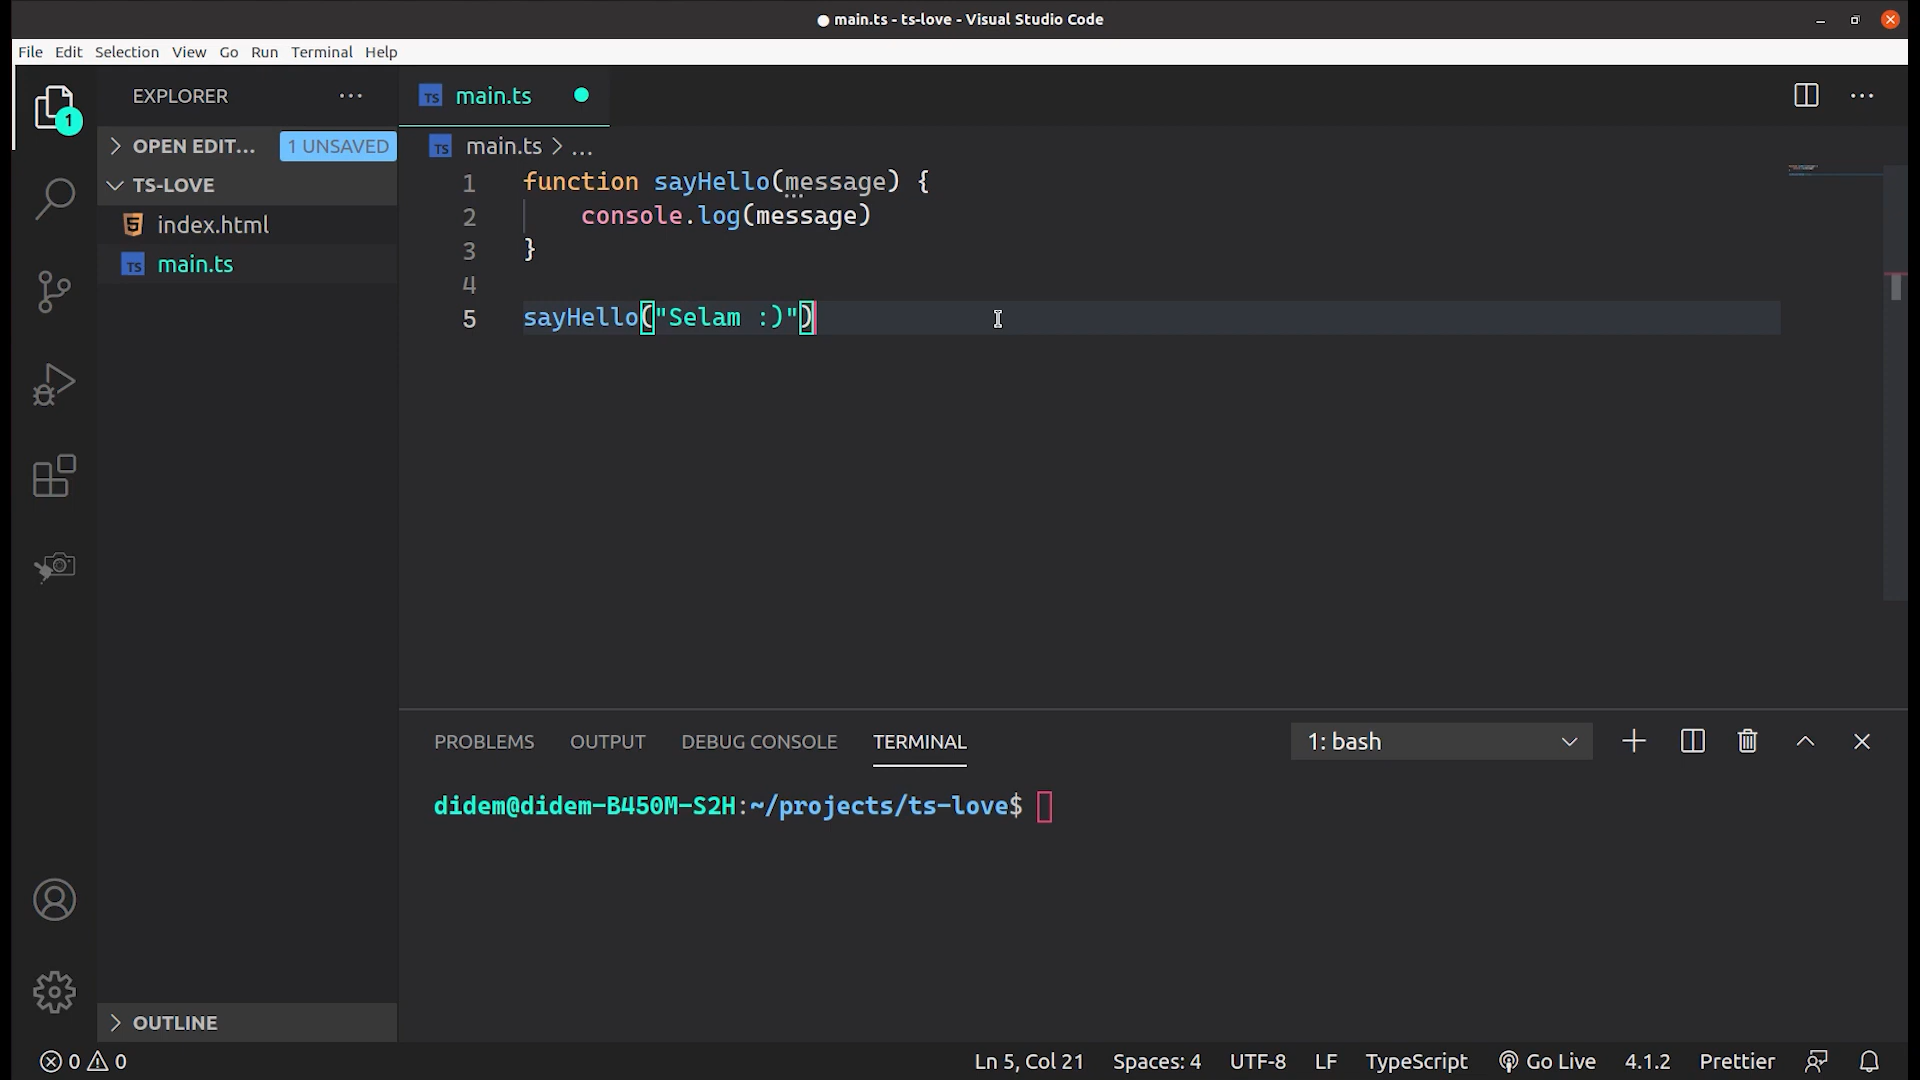 ● main.ts - ts-love - Visual Studio Code
File Edit Selection View Go Run Terminal Help
1
EXPLORER
OPEN EDIT... 1 UNSAVED
TS-LOVE
index.html
TS main.ts
TS main.ts
TS main.ts > ...
1 function sayHello(message) {
2     console.log(message)
3 }
4
5 sayHello("Selam :)")
PROBLEMS OUTPUT DEBUG CONSOLE TERMINAL 1: bash
didem@didem-B450M-S2H:~/projects/ts-love$
OUTLINE
0 0 Ln 5, Col 21 Spaces: 4 UTF-8 LF TypeScript Go Live 4.1.2 Prettier